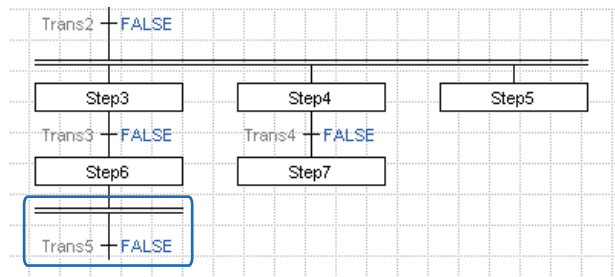 Trans2 FALSE
Step3 Step4 Step5
Trans3 FALSE Trans4 FALSE
Step6 Step7
Trans5 FALSE